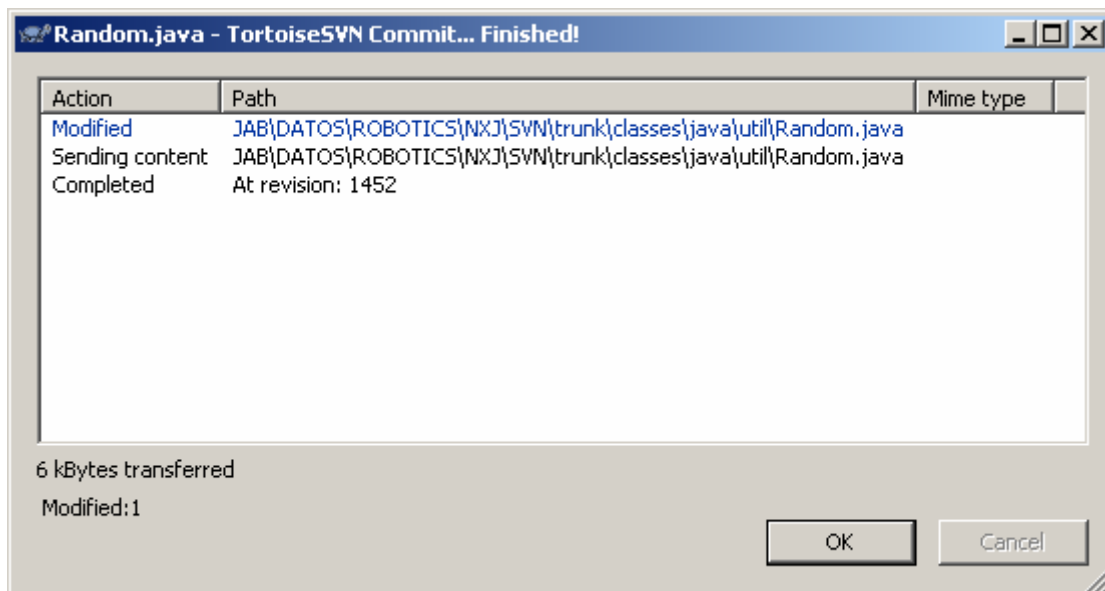 Random.java - TortoiseSVN Commit... Finished!
Action Path Mime type
Modified JAB\DATOS\ROBOTICS\NXJ\SVN\trunk\classes\java\util\Random.java
Sending content JAB\DATOS\ROBOTICS\NXJ\SVN\trunk\classes\java\util\Random.java
Completed At revision: 1452
6 kBytes transferred
Modified:1
OK Cancel